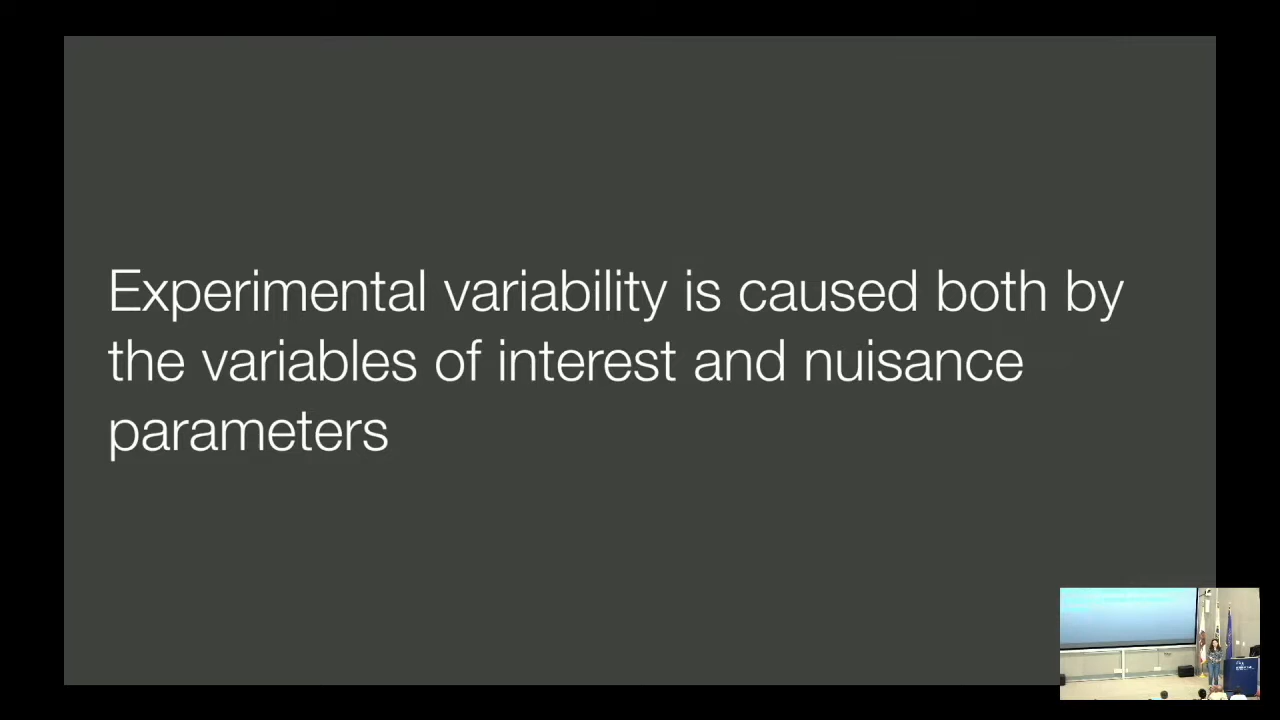 Experimental variability is caused both by
the variables of interest and nuisance
parameters